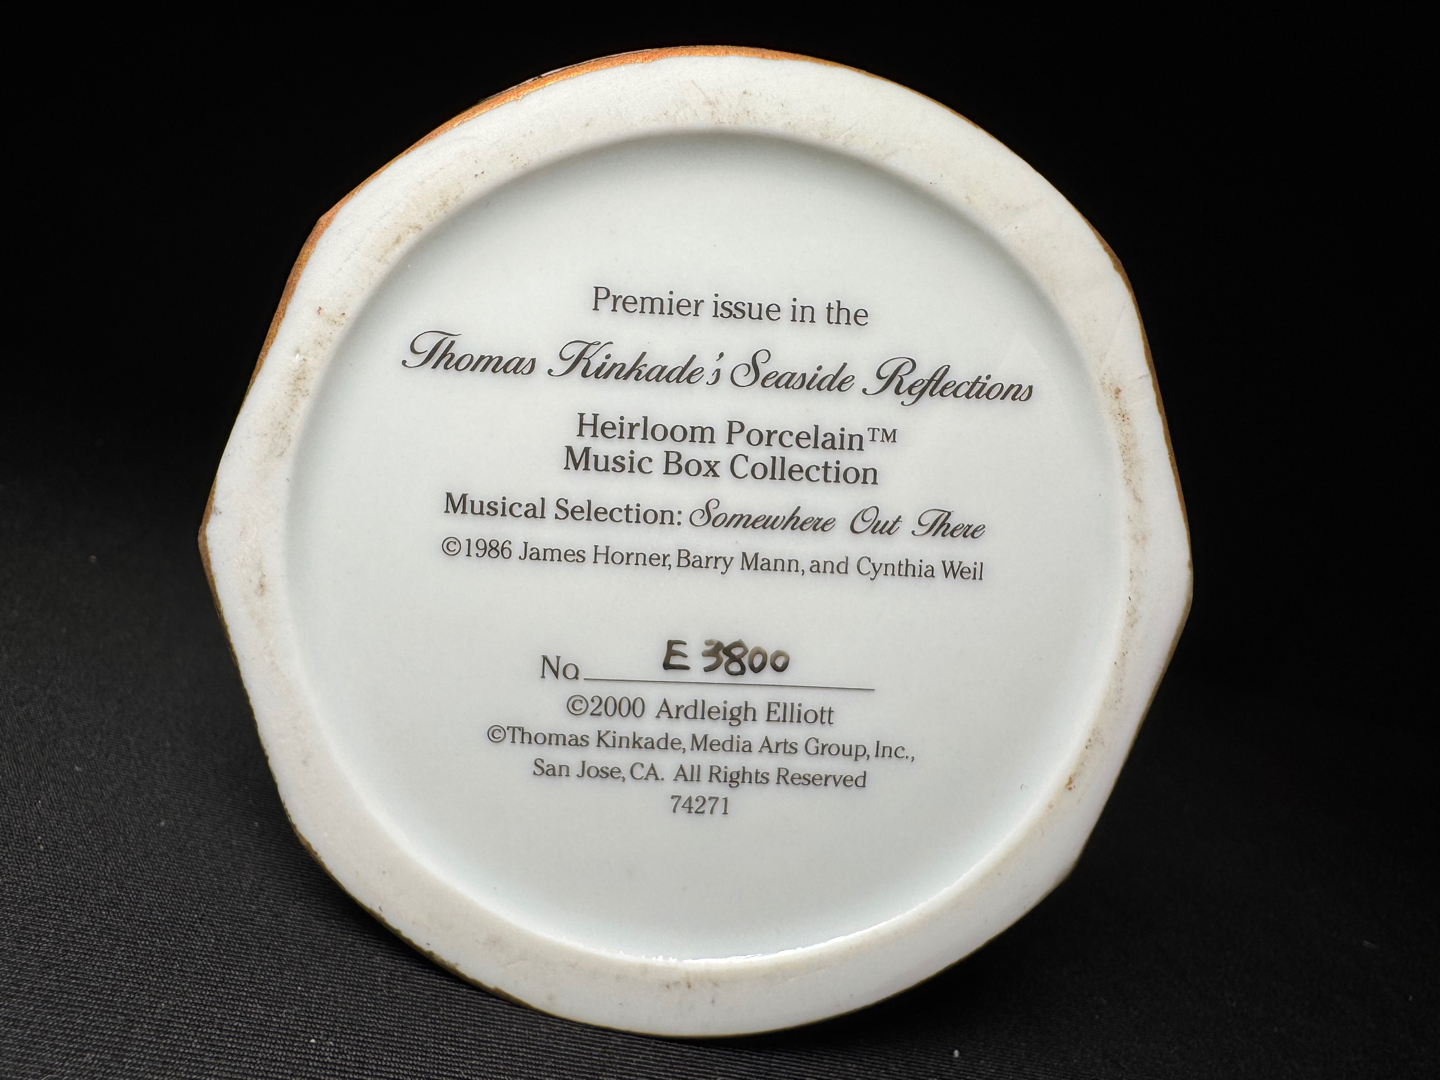 Premier issue in the
Thomas Kinkade's Seaside Reflections
Heirloom Porcelain™
Music Box Collection
Musical Selection: Somewhere Out There
©1986 James Horner, Barry Mann, and Cynthia Weil
No. E 3800
©2000 Ardleigh Elliott
©Thomas Kinkade, Media Arts Group, Inc.,
San Jose, CA. All Rights Reserved
74271